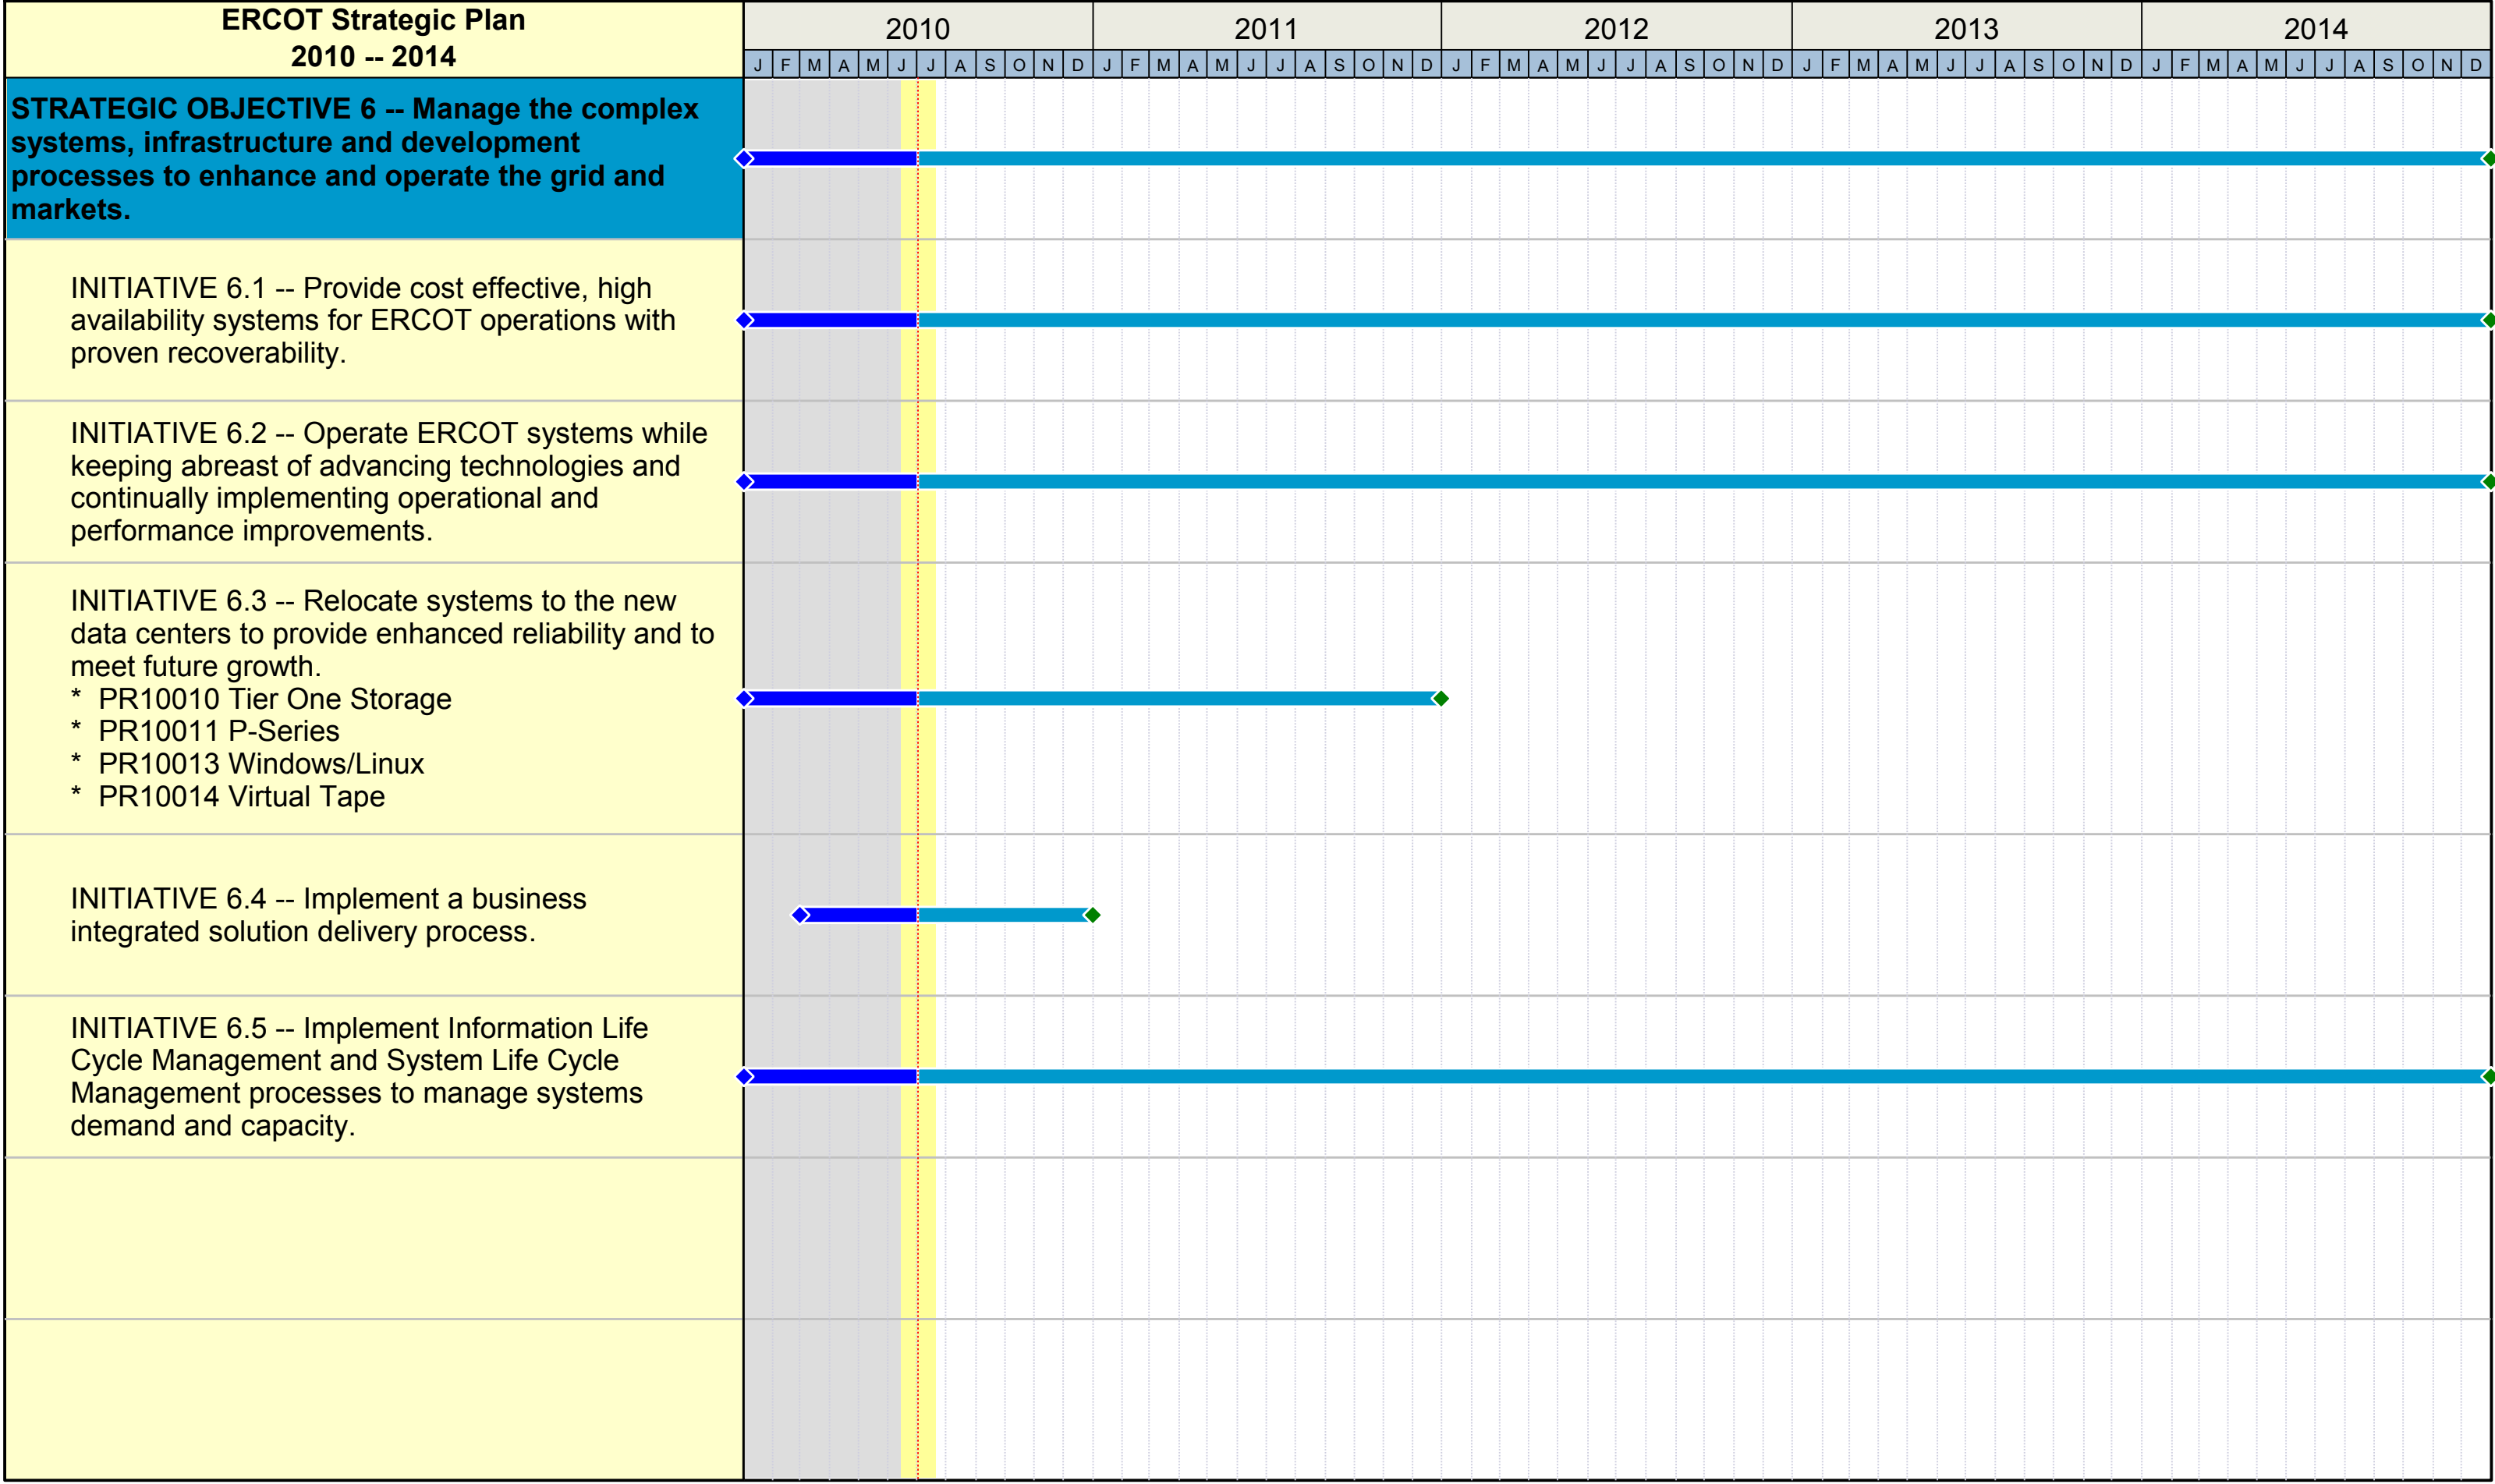 ERCOT Strategic Plan
2010 -- 2014
2010 2011 2012 2013 2014
J F M A M J J A S O N D J F M A M J J A S O N D J F M A M J J A S O N D J F M A M J J A S O N D J F M A M J J A S O N D
STRATEGIC OBJECTIVE 6 -- Manage the complex
systems, infrastructure and development
processes to enhance and operate the grid and
markets.
INITIATIVE 6.1 -- Provide cost effective, high
availability systems for ERCOT operations with
proven recoverability.
INITIATIVE 6.2 -- Operate ERCOT systems while
keeping abreast of advancing technologies and
continually implementing operational and
performance improvements.
INITIATIVE 6.3 -- Relocate systems to the new
data centers to provide enhanced reliability and to
meet future growth.
* PR10010 Tier One Storage
* PR10011 P-Series
* PR10013 Windows/Linux
* PR10014 Virtual Tape
INITIATIVE 6.4 -- Implement a business
integrated solution delivery process.
INITIATIVE 6.5 -- Implement Information Life
Cycle Management and System Life Cycle
Management processes to manage systems
demand and capacity.